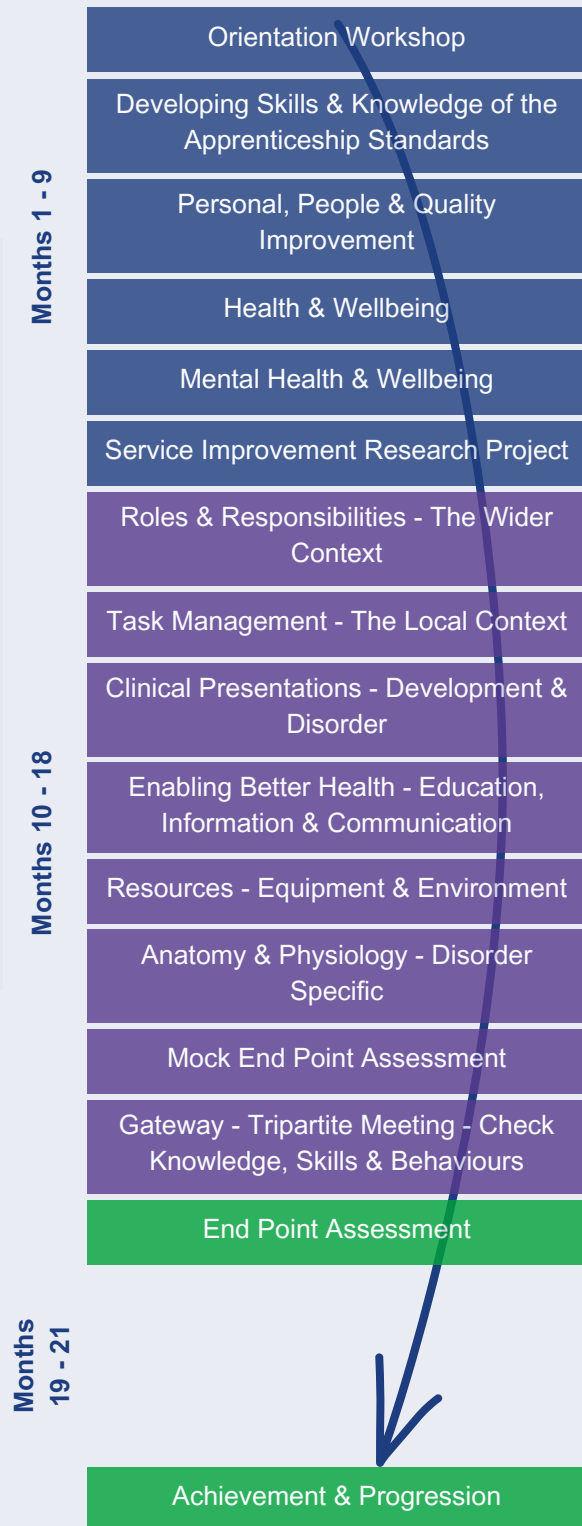 Orientation Workshop
Developing Skills & Knowledge of the
Apprenticeship Standards
Months 1 - 9
Personal, People & Quality
Improvement
Health & Wellbeing
Mental Health & Wellbeing
Service Improvement Research Project
Roles & Responsibilities - The Wider
Context
Task Management - The Local Context
Clinical Presentations - Development &
Disorder
Months 10 - 18
Enabling Better Health - Education,
Information & Communication
Resources - Equipment & Environment
Anatomy & Physiology - Disorder
Specific
Mock End Point Assessment
Gateway - Tripartite Meeting - Check
Knowledge, Skills & Behaviours
End Point Assessment
Months
19 - 21
Achievement & Progression